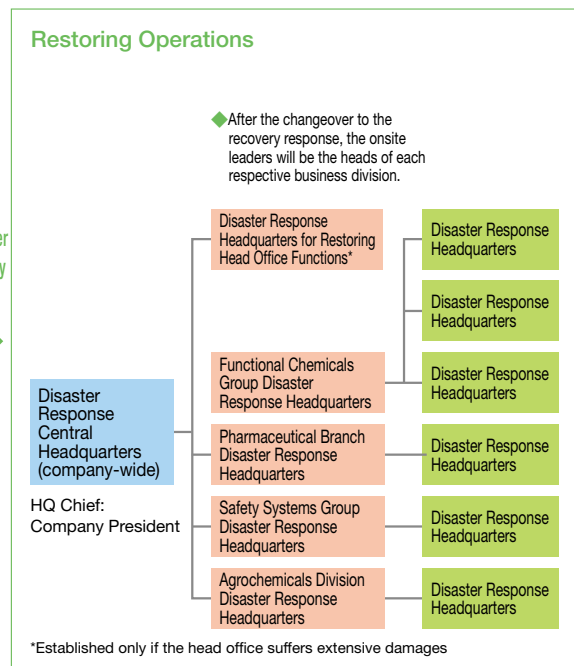 Restoring Operations
◆After the changeover to the
recovery response, the onsite
leaders will be the heads of each
respective business division.
er
y
Disaster
Response
Central
Headquarters
(company-wide)
HQ Chief:
Company President
Disaster Response
Headquarters for Restoring
Head Office Functions*
Functional Chemicals
Group Disaster
Response Headquarters
Pharmaceutical Branch
Disaster Response
Headquarters
Safety Systems Group
Disaster Response
Headquarters
Agrochemicals Division
Disaster Response
Headquarters
Disaster Response
Headquarters
Disaster Response
Headquarters
Disaster Response
Headquarters
Disaster Response
Headquarters
Disaster Response
Headquarters
Disaster Response
Headquarters
*Established only if the head office suffers extensive damages